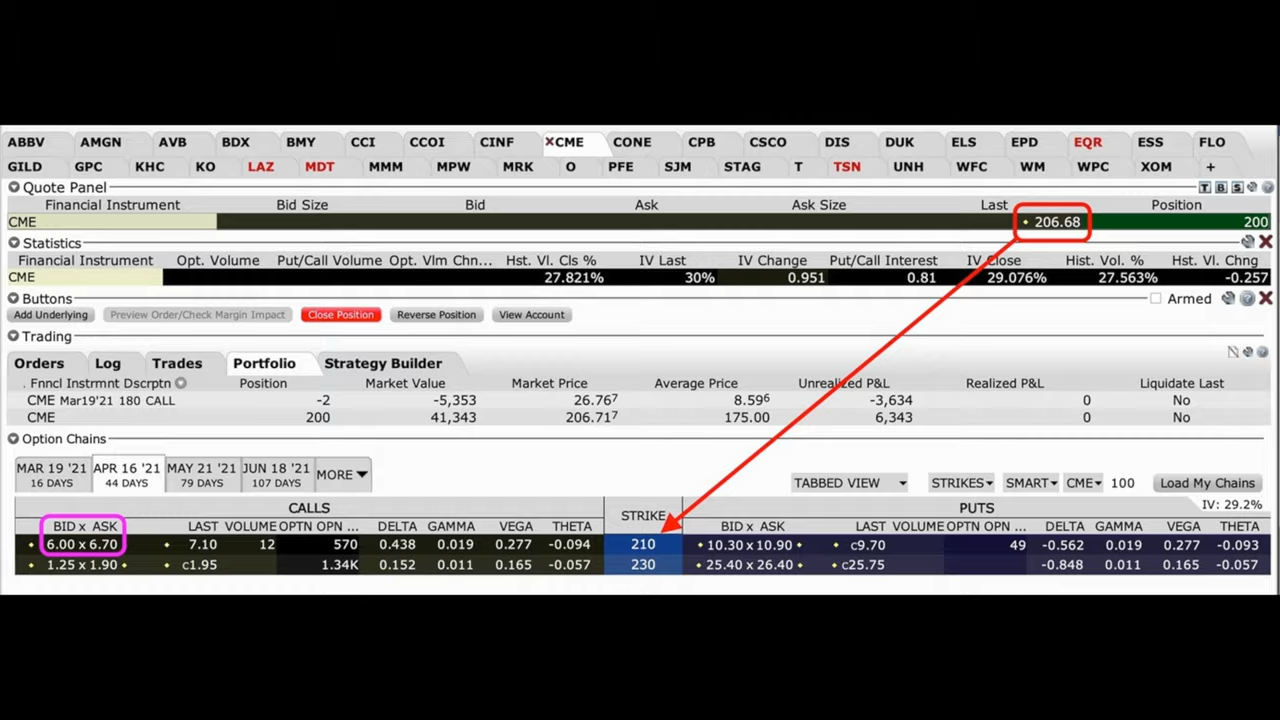 ABBV AMGN AVB BDX BMY CCI CCOI CINF ×CME CONE CPB CSCO DIS DUK ELS EPD EQR ESS FLO
GILD GPC KHC KO LAZ MDT MMM MPW MRK O PFE SJM STAG T TSN UNH WFC WM WPC XOM +
Quote Panel T B S
Financial Instrument Bid Size Bid Ask Ask Size Last Position
CME 206.68 200
Statistics
Financial Instrument Opt. Volume Put/Call Volume Opt. Vlm Chn... Hst. Vl. Cls % IV Last IV Change Put/Call Interest IV Close Hist. Vol. % Hst. Vl. Chng
CME 27.821% 30% 0.951 0.81 29.076% 27.563% -0.257
Buttons Armed
Add Underlying Preview Order/Check Margin Impact Close Position Reverse Position View Account
Trading
Orders Log Trades Portfolio Strategy Builder
Fnncl Instrmnt Dscrptn Position Market Value Market Price Average Price Unrealized P&L Realized P&L Liquidate Last
CME Mar19'21 180 CALL -2 -5,353 26.76⁷ 8.59⁶ -3,634 0 No
CME 200 41,343 206.71⁷ 175.00 6,343 0 No
Option Chains
MAR 19 '21 APR 16 '21 MAY 21 '21 JUN 18 '21 MORE
16 DAYS 44 DAYS 79 DAYS 107 DAYS
TABBED VIEW STRIKES SMART CME 100 Load My Chains
CALLS STRIKE PUTS IV: 29.2%
BID x ASK LAST VOLUME OPTN OPN ... DELTA GAMMA VEGA THETA BID x ASK LAST VOLUME OPTN OPN ... DELTA GAMMA VEGA THETA
6.00 x 6.70 7.10 12 570 0.438 0.019 0.277 -0.094 210 10.30 x 10.90 c9.70 49 -0.562 0.019 0.277 -0.093
1.25 x 1.90 c1.95 1.34K 0.152 0.011 0.165 -0.057 230 25.40 x 26.40 c25.75 -0.848 0.011 0.165 -0.057